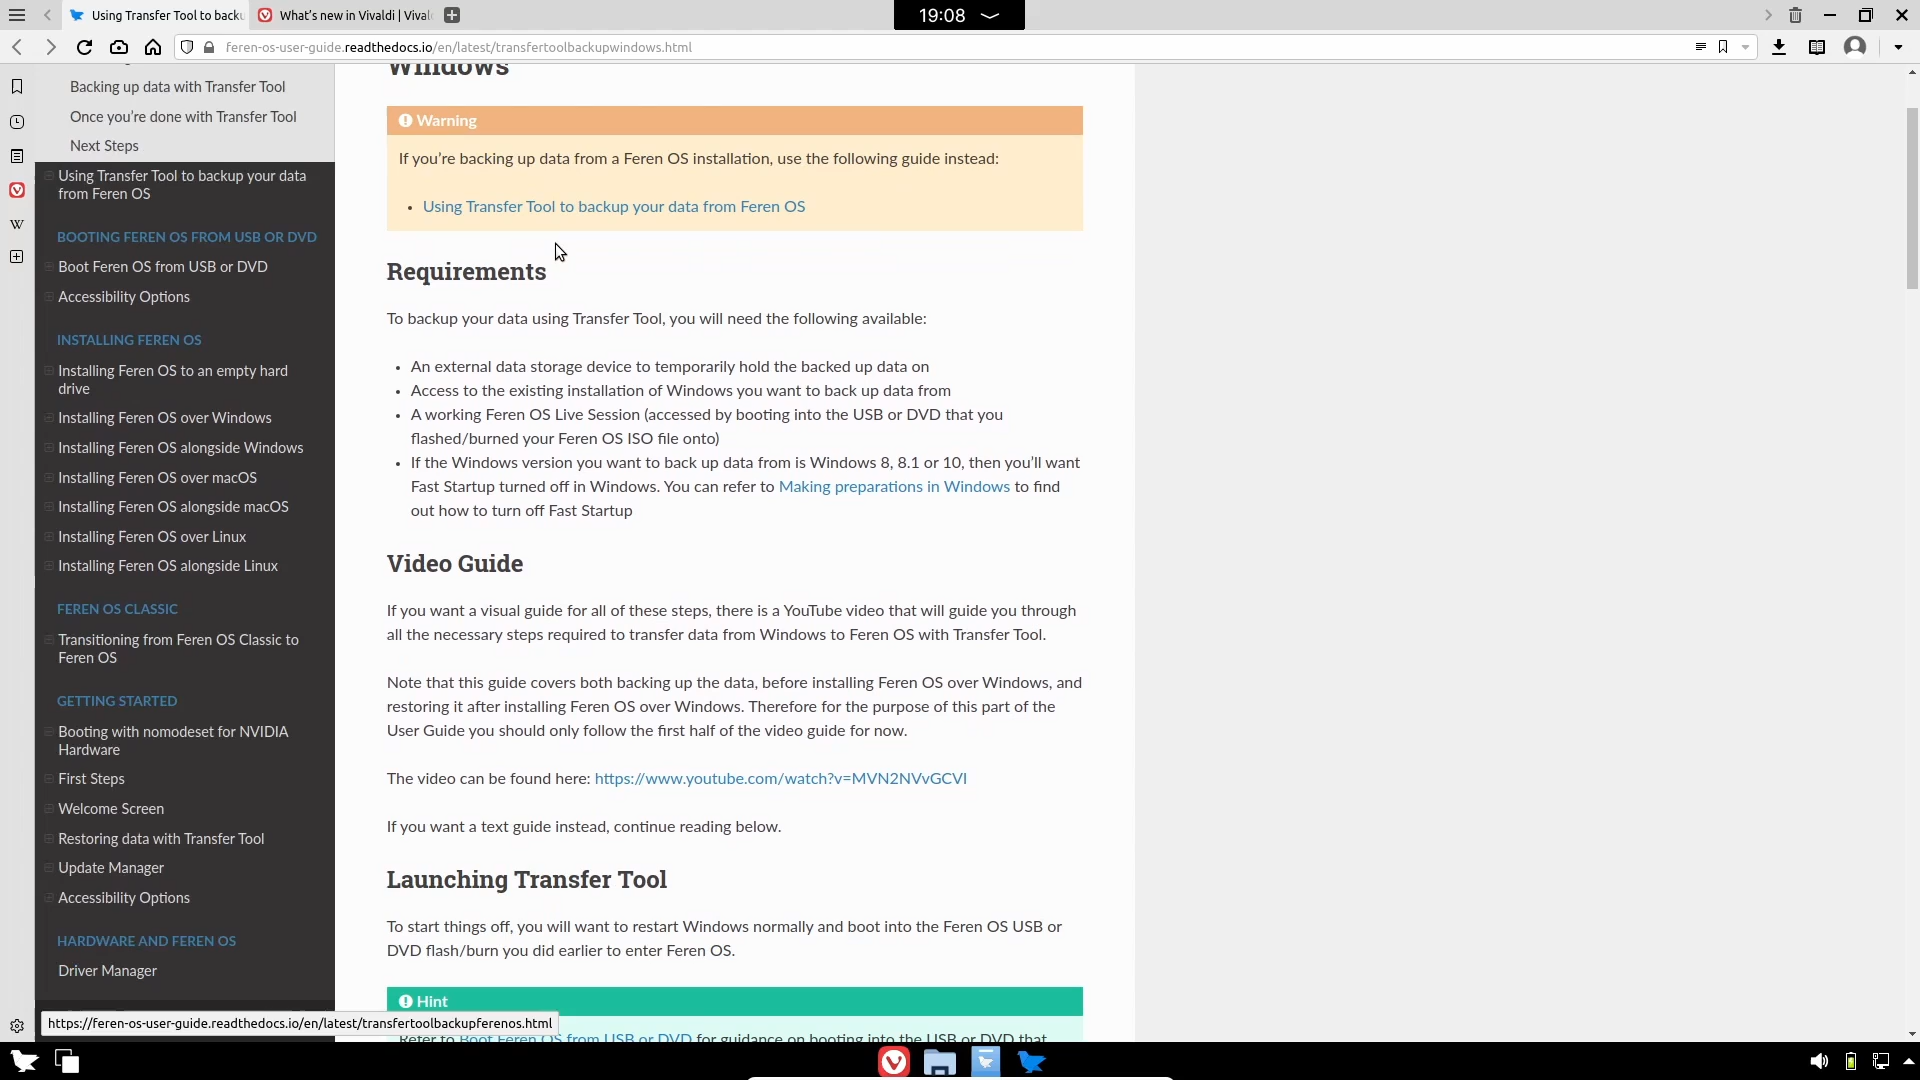 Using Transfer Tool to backu
What's new in Vivaldi | Vival
19:08
feren-os-user-guide.readthedocs.io/en/latest/transfertoolbackupwindows.html
Backing up data with Transfer Tool
Once you're done with Transfer Tool
Next Steps
Using Transfer Tool to backup your data
from Feren OS
BOOTING FEREN OS FROM USB OR DVD
Boot Feren OS from USB or DVD
Accessibility Options
INSTALLING FEREN OS
Installing Feren OS to an empty hard
drive
Installing Feren OS over Windows
Installing Feren OS alongside Windows
Installing Feren OS over macOS
Installing Feren OS alongside macOS
Installing Feren OS over Linux
Installing Feren OS alongside Linux
FEREN OS CLASSIC
Transitioning from Feren OS Classic to
Feren OS
GETTING STARTED
Booting with nomodeset for NVIDIA
Hardware
First Steps
Welcome Screen
Restoring data with Transfer Tool
Update Manager
Accessibility Options
HARDWARE AND FEREN OS
Driver Manager
https://feren-os-user-guide.readthedocs.io/en/latest/transfertoolbackupferenos.html
Windows
Warning
If you're backing up data from a Feren OS installation, use the following guide instead:
• Using Transfer Tool to backup your data from Feren OS
Requirements
To backup your data using Transfer Tool, you will need the following available:
• An external data storage device to temporarily hold the backed up data on
• Access to the existing installation of Windows you want to back up data from
• A working Feren OS Live Session (accessed by booting into the USB or DVD that you
flashed/burned your Feren OS ISO file onto)
• If the Windows version you want to back up data from is Windows 8, 8.1 or 10, then you'll want
Fast Startup turned off in Windows. You can refer to Making preparations in Windows to find
out how to turn off Fast Startup
Video Guide
If you want a visual guide for all of these steps, there is a YouTube video that will guide you through
all the necessary steps required to transfer data from Windows to Feren OS with Transfer Tool.
Note that this guide covers both backing up the data, before installing Feren OS over Windows, and
restoring it after installing Feren OS over Windows. Therefore for the purpose of this part of the
User Guide you should only follow the first half of the video guide for now.
The video can be found here: https://www.youtube.com/watch?v=MVN2NVvGCVI
If you want a text guide instead, continue reading below.
Launching Transfer Tool
To start things off, you will want to restart Windows normally and boot into the Feren OS USB or
DVD flash/burn you did earlier to enter Feren OS.
Hint
Refer to Boot Feren OS from USB or DVD for guidance on booting into the USB or DVD that